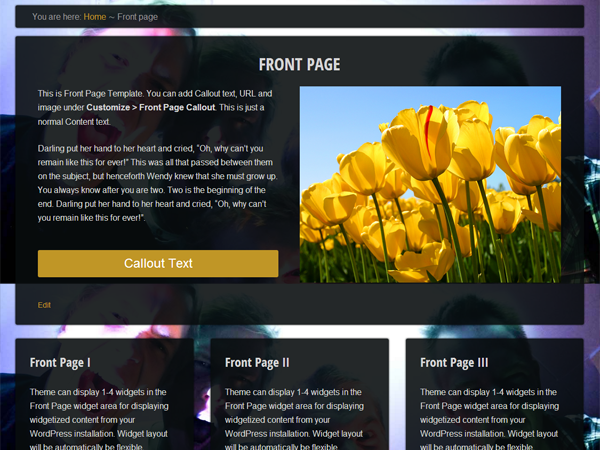 You are here: Home ~ Front page
FRONT PAGE
This is Front Page Template. You can add Callout text, URL and
image under Customize > Front Page Callout. This is just a
normal Content text.
Darling put her hand to her heart and cried, "Oh, why can't you
remain like this for ever!" This was all that passed between them
on the subject, but henceforth Wendy knew that she must grow up.
You always know after you are two. Two is the beginning of the
end. Darling put her hand to her heart and cried, "Oh, why can't
you remain like this for ever!".
Callout Text
Edit
Front Page I
Theme can display 1-4 widgets in the
Front Page widget area for displaying
widgetized content from your
WordPress installation. Widget layout
will be automatically be flexible
Front Page II
Theme can display 1-4 widgets in the
Front Page widget area for displaying
widgetized content from your
WordPress installation. Widget layout
will be automatically be flexible
Front Page III
Theme can display 1-4 widgets in the
Front Page widget area for displaying
widgetized content from your
WordPress installation. Widget layout
will be automatically be flexible